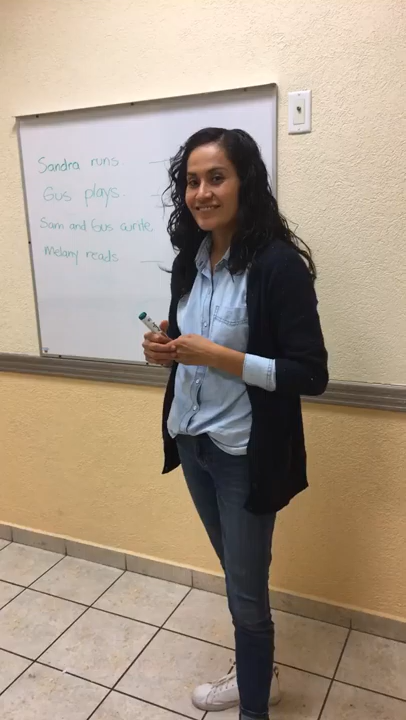 Sandra runs.
Gus plays.
Sam and Gus write.
Melany reads